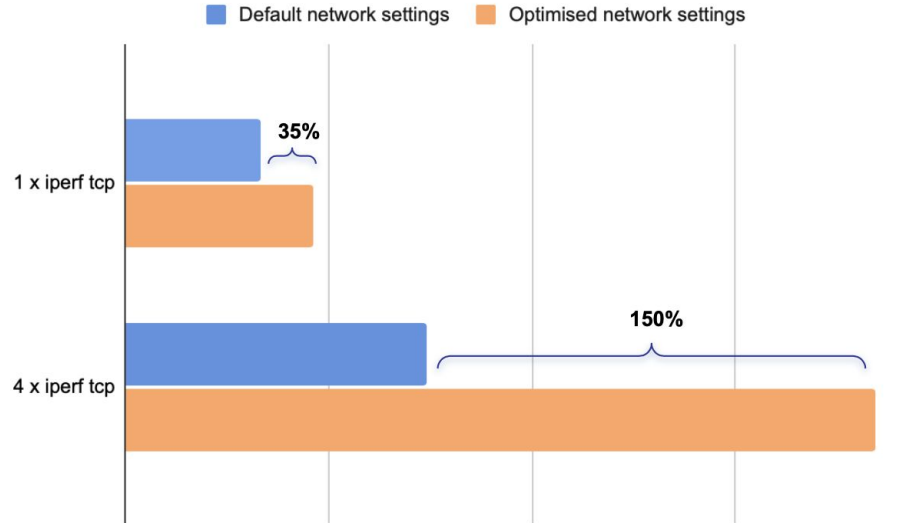 Default network settings Optimised network settings
35%
1 x iperf tcp
150%
4 x iperf tcp